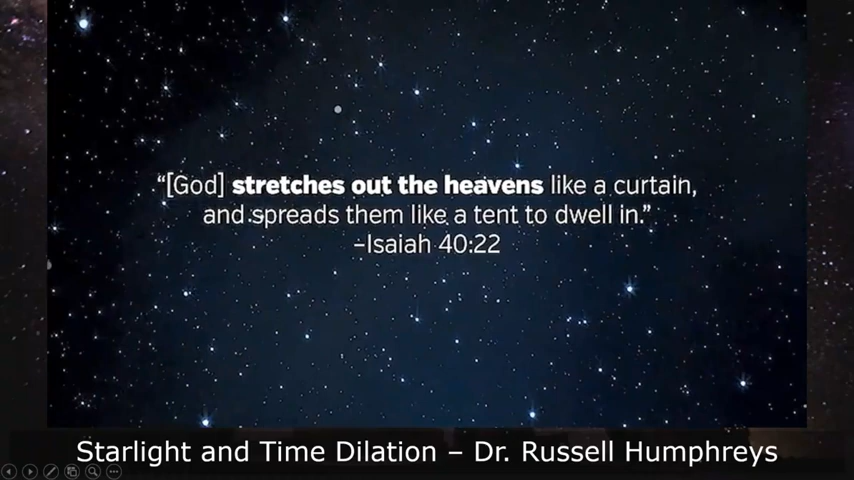 “[God] stretches out the heavens like a curtain,
and spreads them like a tent to dwell in.”
–Isaiah 40:22
Starlight and Time Dilation – Dr. Russell Humphreys